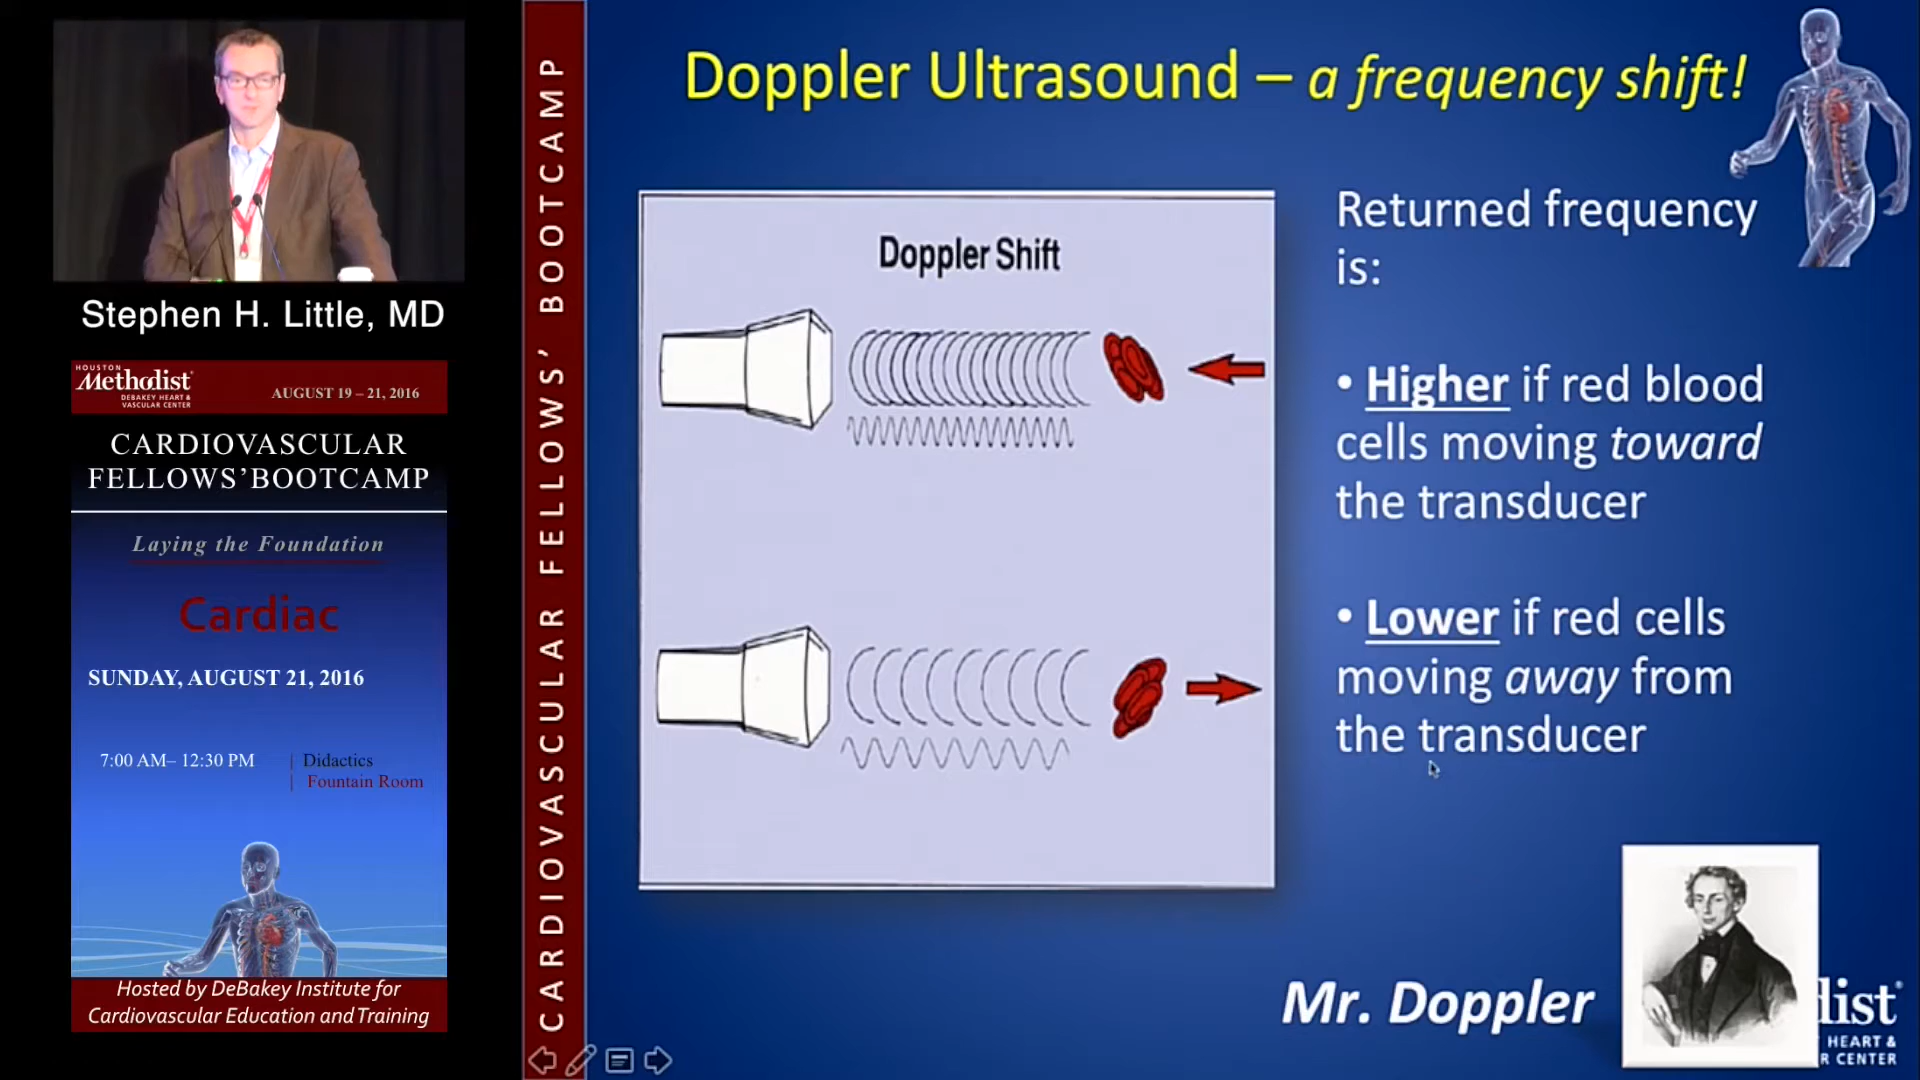 Stephen H. Little, MD
HOUSTON
Methodist
DEBAKEY HEART &
VASCULAR CENTER
AUGUST 19 – 21, 2016
CARDIOVASCULAR
FELLOWS’BOOTCAMP
Laying the Foundation
Cardiac
SUNDAY, AUGUST 21, 2016
7:00 AM– 12:30 PM | Didactics
| Fountain Room
Hosted by DeBakey Institute for
Cardiovascular Education and Training
CARDIOVASCULAR FELLOWS’ BOOTCAMP
Doppler Ultrasound – a frequency shift!
Doppler Shift
Returned frequency
is:
• Higher if red blood
cells moving toward
the transducer
• Lower if red cells
moving away from
the transducer
Mr. Doppler
dist
HEART &
R CENTER